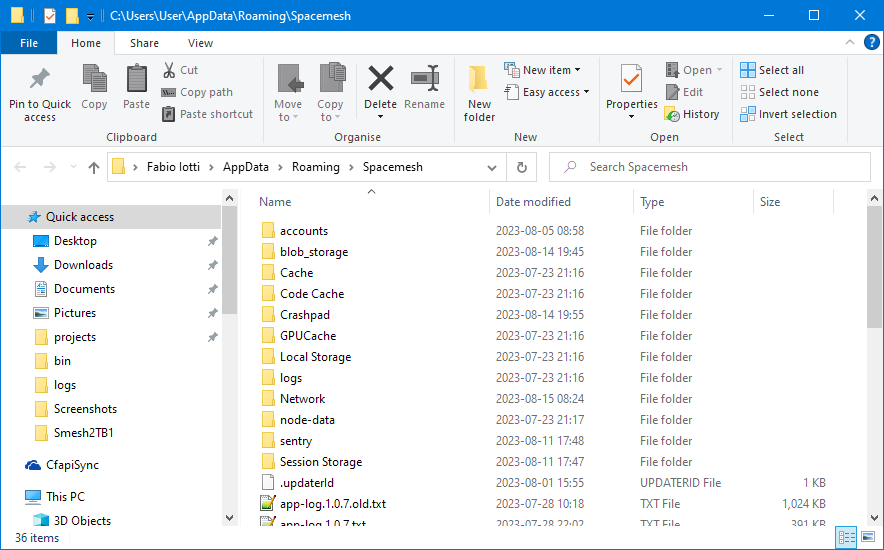 C:\Users\User\AppData\Roaming\Spacemesh
File Home Share View
Pin to Quick access
Copy
Paste
Cut
Copy path
Paste shortcut
Clipboard
Move to
Copy to
Delete
Rename
Organise
New folder
New item
Easy access
New
Properties
Open
Edit
History
Open
Select all
Select none
Invert selection
Select
Fabio Iotti > AppData > Roaming > Spacemesh
Search Spacemesh
Quick access
Desktop
Downloads
Documents
Pictures
projects
bin
logs
Screenshots
Smesh2TB1
CfapiSync
This PC
3D Objects
Name Date modified Type Size
accounts 2023-08-05 08:58 File folder
blob_storage 2023-08-14 19:45 File folder
Cache 2023-07-23 21:16 File folder
Code Cache 2023-07-23 21:16 File folder
Crashpad 2023-08-14 19:55 File folder
GPUCache 2023-07-23 21:16 File folder
Local Storage 2023-07-23 21:16 File folder
logs 2023-07-23 21:16 File folder
Network 2023-08-15 08:24 File folder
node-data 2023-07-23 21:17 File folder
sentry 2023-08-11 17:48 File folder
Session Storage 2023-08-11 17:47 File folder
.updaterId 2023-08-01 15:55 UPDATERID File 1 KB
app-log.1.0.7.old.txt 2023-07-28 10:18 TXT File 1,024 KB
app-log.1.0.7.txt 2023-07-28 22:02 TXT File 391 KB
36 items